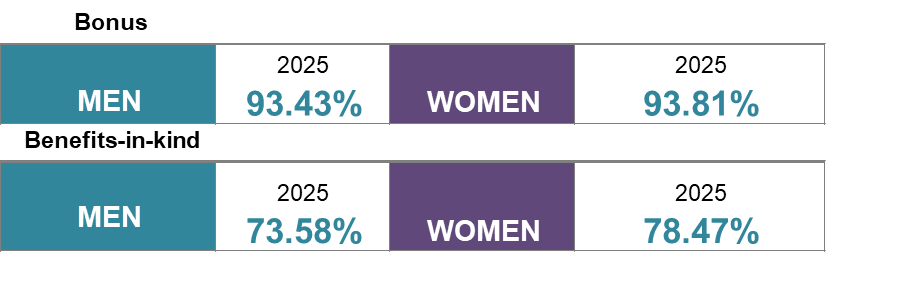 Bonus
MEN 2025 93.43% WOMEN 2025 93.81%
Benefits-in-kind
MEN 2025 73.58% WOMEN 2025 78.47%